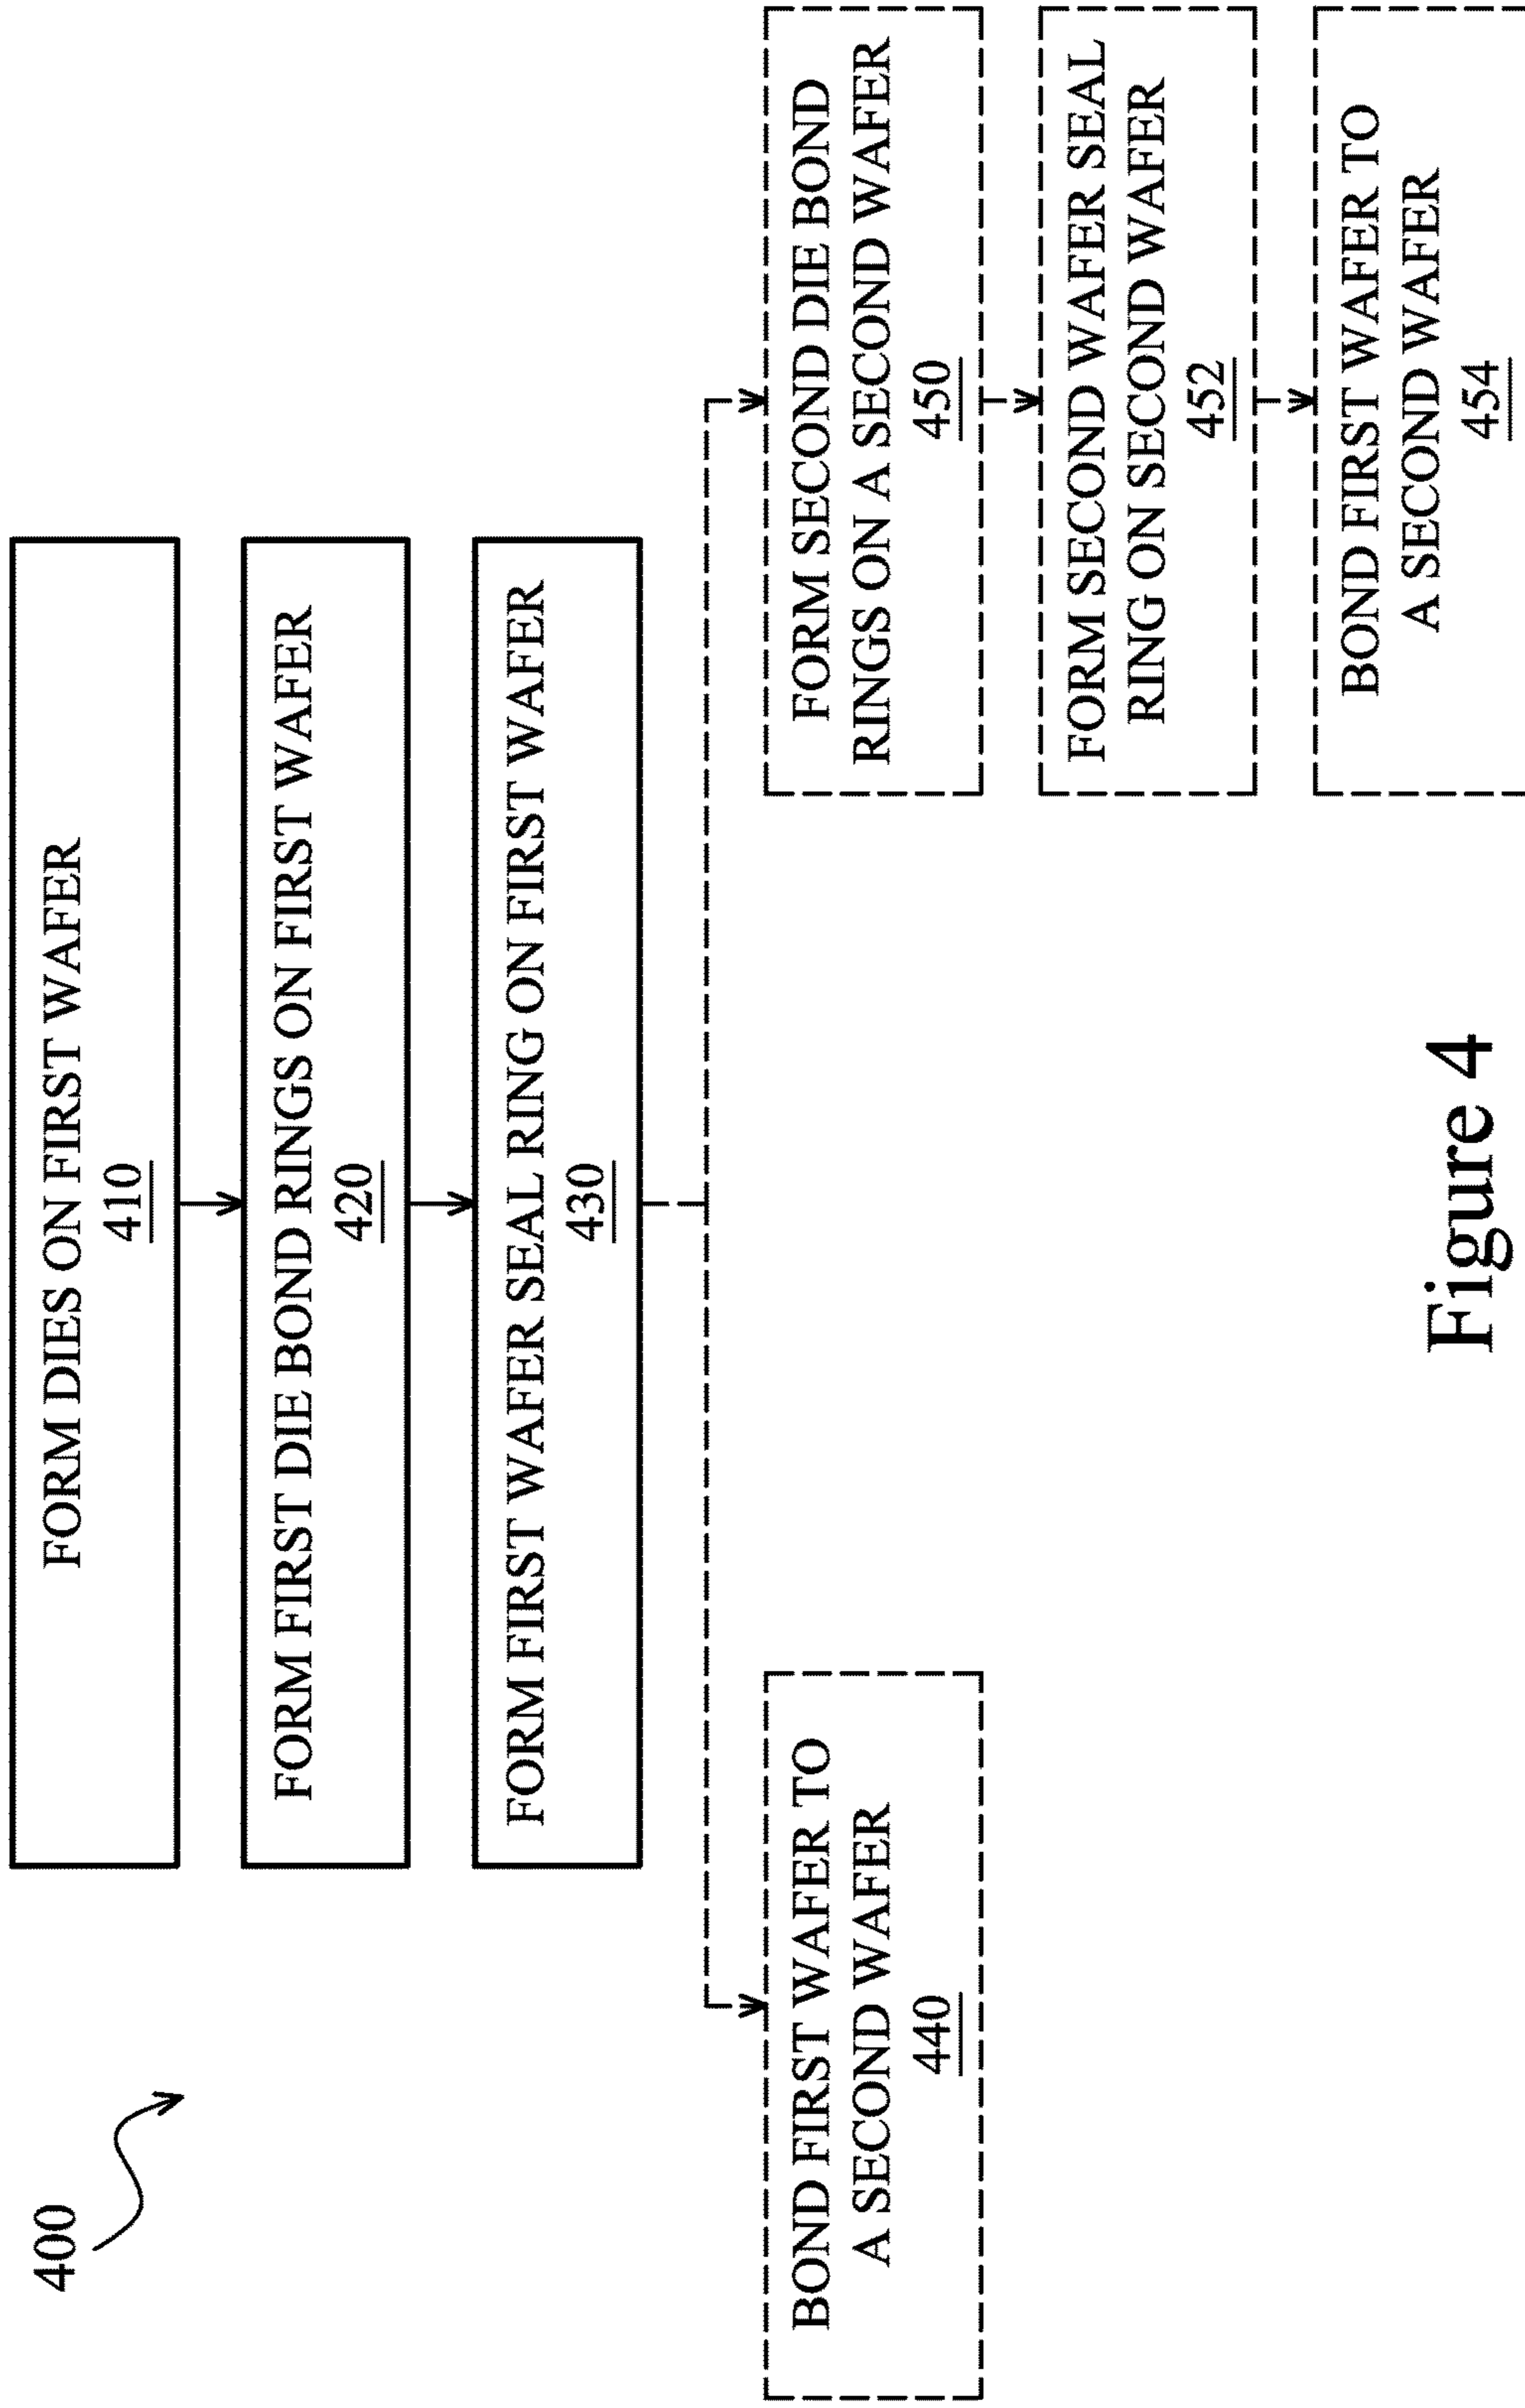 400
FORM DIES ON FIRST WAFER
410
FORM FIRST DIE BOND RINGS ON FIRST WAFER
420
FORM FIRST WAFER SEAL RING ON FIRST WAFER
430
BOND FIRST WAFER TO
A SECOND WAFER
440
FORM SECOND DIE BOND
RINGS ON A SECOND WAFER
450
FORM SECOND WAFER SEAL
RING ON SECOND WAFER
452
BOND FIRST WAFER TO
A SECOND WAFER
454
Figure 4